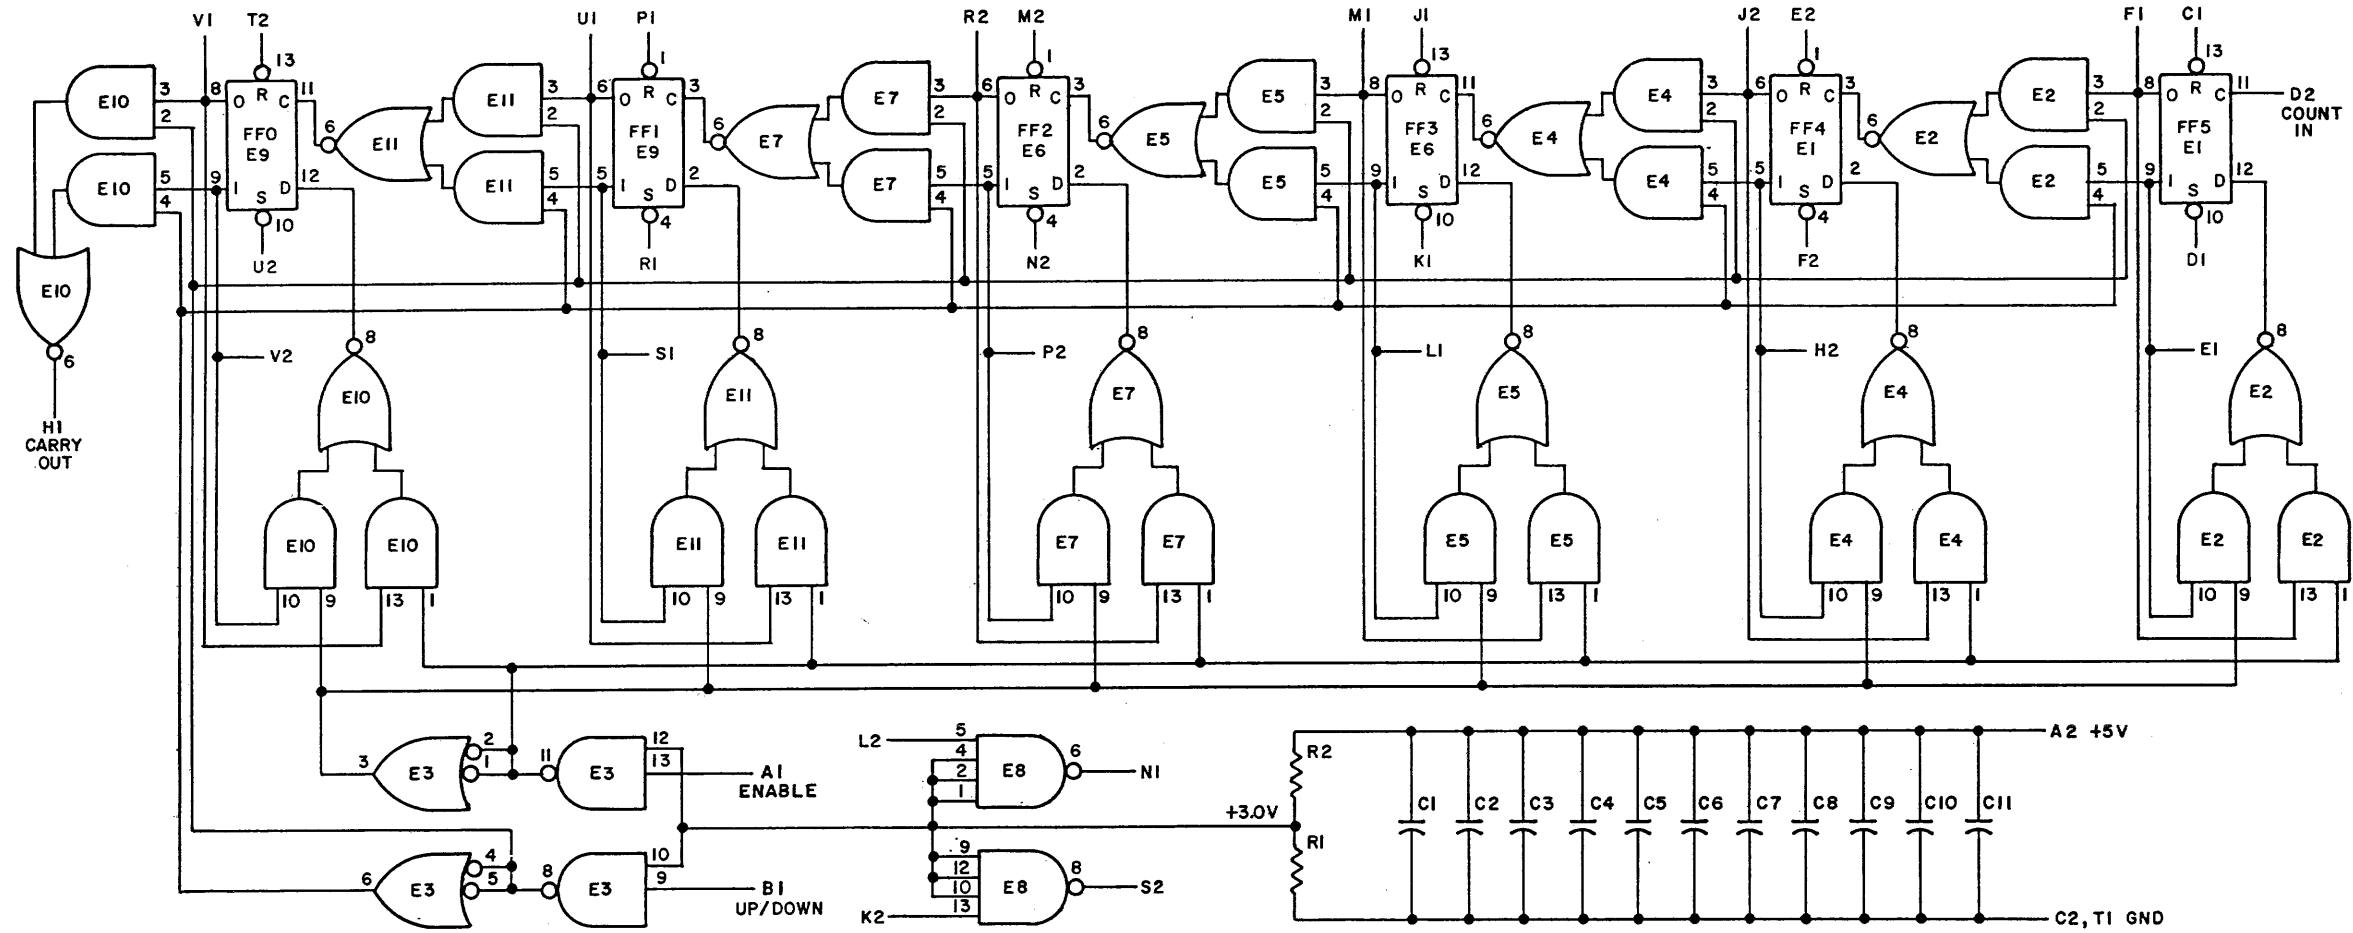 V1 T2 U1 P1 R2 M2 M1 J1 J2 E2 F1 C1
13 1 1 13 1 13
E10 3 8 O R C 11 E11 3 6 O R C 3 E7 3 6 O R C 3 E5 3 8 O R C 11 E4 3 6 O R C 3 E2 3 8 O R C 11 D2
2 FF0 6 E11 2 FF1 6 E7 2 FF2 6 E5 2 FF3 6 E4 2 FF4 6 E2 2 FF5 COUNT
E9 E9 E6 E6 E1 E1 IN
E10 5 9 I S D 12 E11 5 5 I S D 2 E7 5 5 I S D 2 E5 5 9 I S D 12 E4 5 5 I S D 2 E2 5 9 I S D 12
4 10 4 4 4 4 4 10 4 4 4 10
U2 R1 N2 K1 F2 D1
E10
6 8 8 8 8 8 8
V2 S1 P2 L1 H2 E1
E10 E11 E7 E5 E4 E2
H1
CARRY
OUT
E10 E10 E11 E11 E7 E7 E5 E5 E4 E4 E2 E2
10 9 13 1 10 9 13 1 10 9 13 1 10 9 13 1 10 9 13 1 10 9 13 1
3 E3 2 1 11 E3 12 13 A1
ENABLE
L2 5 4 2 1 E8 6 N1
+3.0V R2 R1
C1 C2 C3 C4 C5 C6 C7 C8 C9 C10 C11
A2 +5V
6 E3 4 5 8 E3 10 9 B1
UP/DOWN
K2 9 12 10 13 E8 8 S2
C2, T1 GND